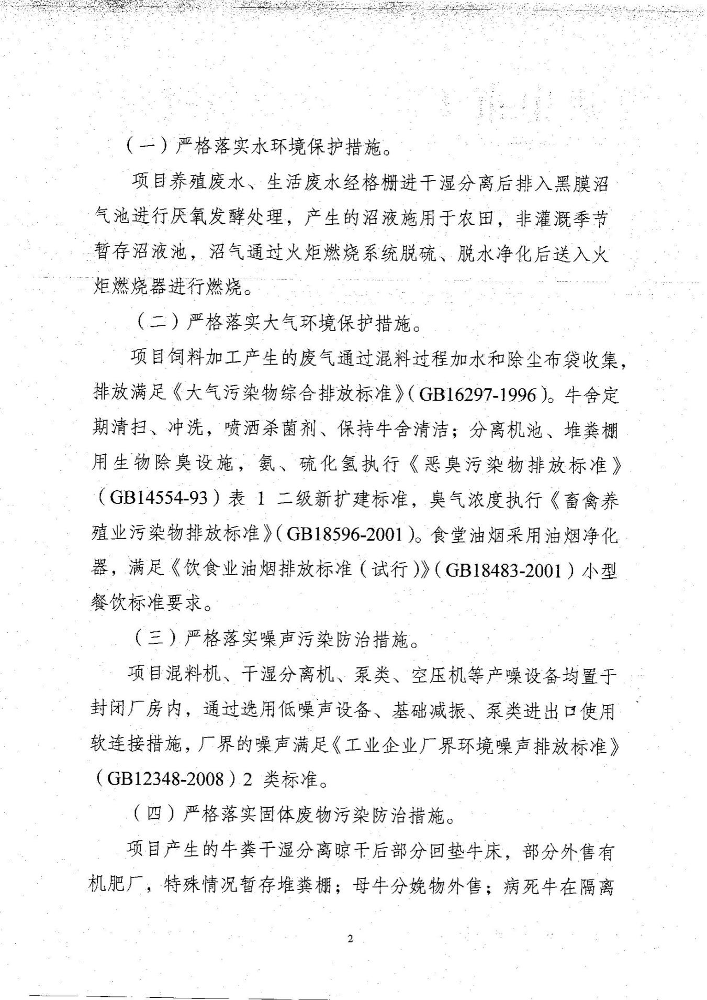 （一）严格落实水环境保护措施。
项目养殖废水、生活废水经格栅进干湿分离后排入黑膜沼
气池进行厌氧发酵处理，产生的沼液施用于农田，非灌溉季节
暂存沼液池，沼气通过火炬燃烧系统脱硫、脱水净化后送入火
炬燃烧器进行燃烧。
（二）严格落实大气环境保护措施。
项目饲料加工产生的废气通过混料过程加水和除尘布袋收集，
排放满足《大气污染物综合排放标准》（GB16297-1996）。牛舍定
期清扫、冲洗，喷洒杀菌剂、保持牛舍清洁；分离机池、堆粪棚
用生物除臭设施，氨、硫化氢执行《恶臭污染物排放标准》
（GB14554-93）表 1 二级新扩建标准，臭气浓度执行《畜禽养
殖业污染物排放标准》（GB18596-2001）。食堂油烟采用油烟净化
器，满足《饮食业油烟排放标准（试行）》（GB18483-2001）小型
餐饮标准要求。
（三）严格落实噪声污染防治措施。
项目混料机、干湿分离机、泵类、空压机等产噪设备均置于
封闭厂房内，通过选用低噪声设备、基础减振、泵类进出口使用
软连接措施，厂界的噪声满足《工业企业厂界环境噪声排放标准》
（GB12348-2008）2 类标准。
（四）严格落实固体废物污染防治措施。
项目产生的牛粪干湿分离晾干后部分回垫牛床，部分外售有
机肥厂，特殊情况暂存堆粪棚；母牛分娩物外售；病死牛在隔离
2